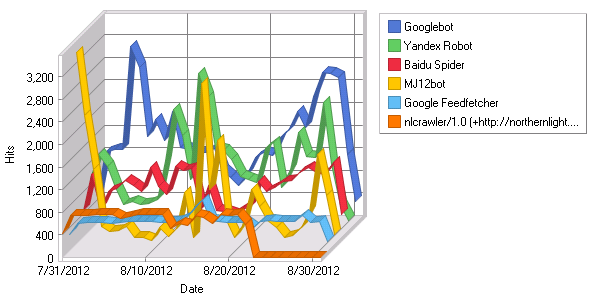 Hits
3,200
2,800
2,400
2,000
1,600
1,200
800
400
0
7/31/2012
8/10/2012
8/20/2012
8/30/2012
Date
Googlebot
Yandex Robot
Baidu Spider
MJ12bot
Google Feedfetcher
nlcrawler/1.0 (+http://northernlight....